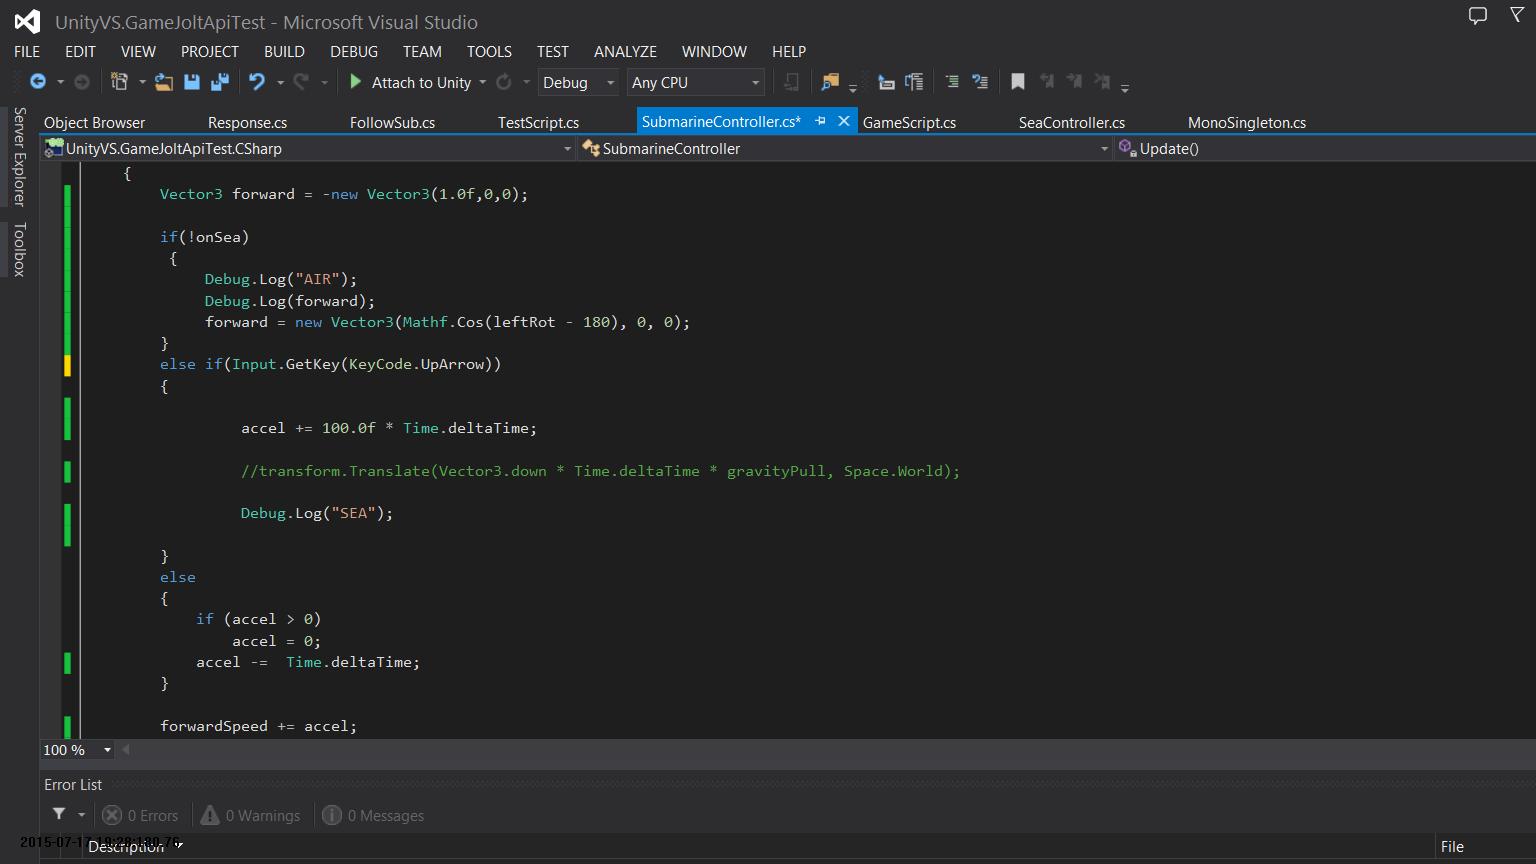 UnityVS.GameJoltApiTest - Microsoft Visual Studio
FILE EDIT VIEW PROJECT BUILD DEBUG TEAM TOOLS TEST ANALYZE WINDOW HELP
Attach to Unity Debug Any CPU
Server Explorer
Toolbox
Object Browser Response.cs FollowSub.cs TestScript.cs SubmarineController.cs* GameScript.cs SeaController.cs MonoSingleton.cs
UnityVS.GameJoltApiTest.CSharp SubmarineController Update()
{
Vector3 forward = -new Vector3(1.0f,0,0);
if(!onSea)
{
Debug.Log("AIR");
Debug.Log(forward);
forward = new Vector3(Mathf.Cos(leftRot - 180), 0, 0);
}
else if(Input.GetKey(KeyCode.UpArrow))
{
accel += 100.0f * Time.deltaTime;
//transform.Translate(Vector3.down * Time.deltaTime * gravityPull, Space.World);
Debug.Log("SEA");
}
else
{
if (accel > 0)
accel = 0;
accel -=  Time.deltaTime;
}
forwardSpeed += accel;
100 %
Error List
0 Errors 0 Warnings 0 Messages
Description File